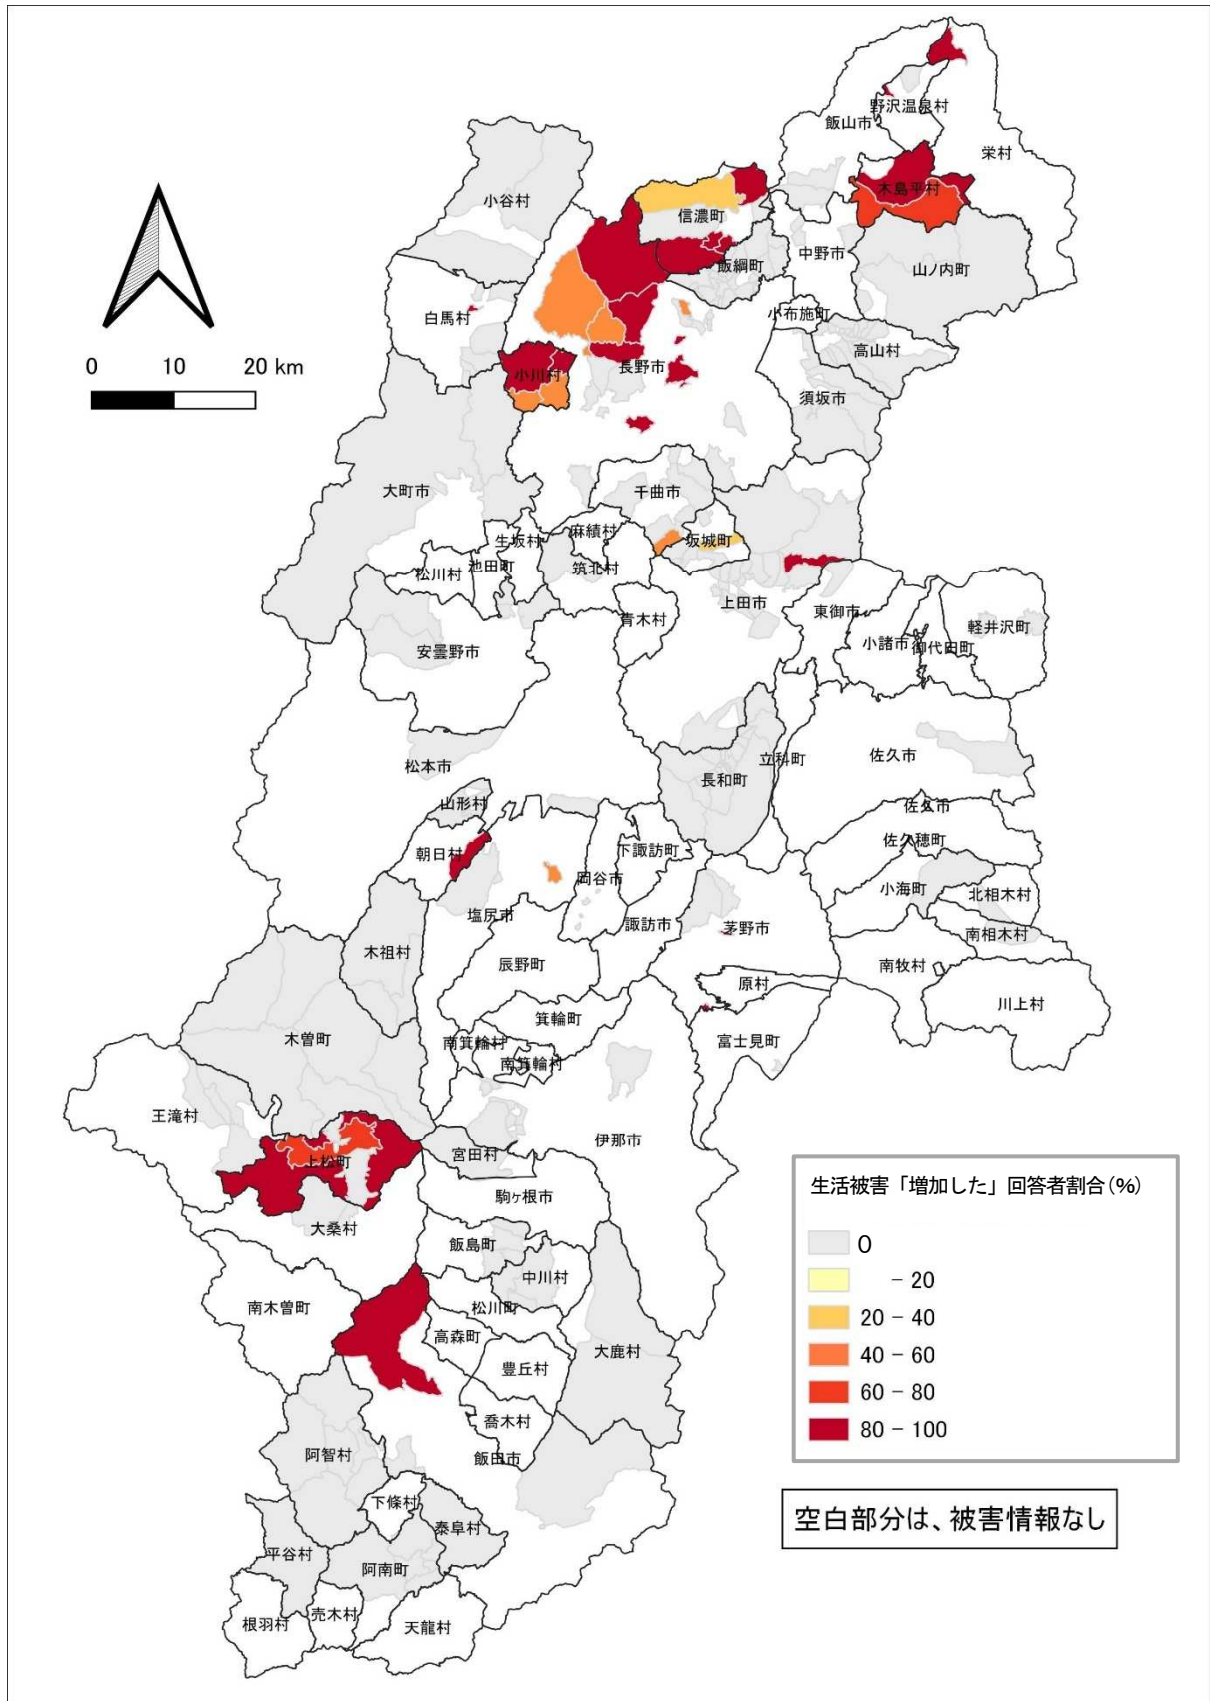 野沢温泉村
飯山市
栄村
木島平村
小谷村
信濃町
飯綱町
中野市
山ノ内町
白馬村
小布施町
高山村
長野市
小川村
須坂市
0 10 20 km
大町市
千曲市
麻績村
生坂村
坂城町
池田町
松川村
筑北村
上田市
青木村
東御市
軽井沢町
小諸市
御代田町
安曇野市
松本市
立科町
佐久市
長和町
山形村
佐久市
佐久穂町
朝日村
下諏訪町
岡谷市
小海町
北相木村
塩尻市
諏訪市
茅野市
南相木村
木祖村
辰野町
南牧村
原村
川上村
箕輪町
木曽町
南箕輪村
富士見町
南箕輪村
王滝村
伊那市
上松町
宮田村
駒ヶ根市
大桑村
飯島町
中川村
南木曽町
松川町
高森町
大鹿村
豊丘村
喬木村
飯田市
阿智村
下條村
泰阜村
平谷村
阿南町
売木村
根羽村
天龍村
生活被害「増加した」回答者割合(%)
0
- 20
20 - 40
40 - 60
60 - 80
80 - 100
空白部分は、被害情報なし